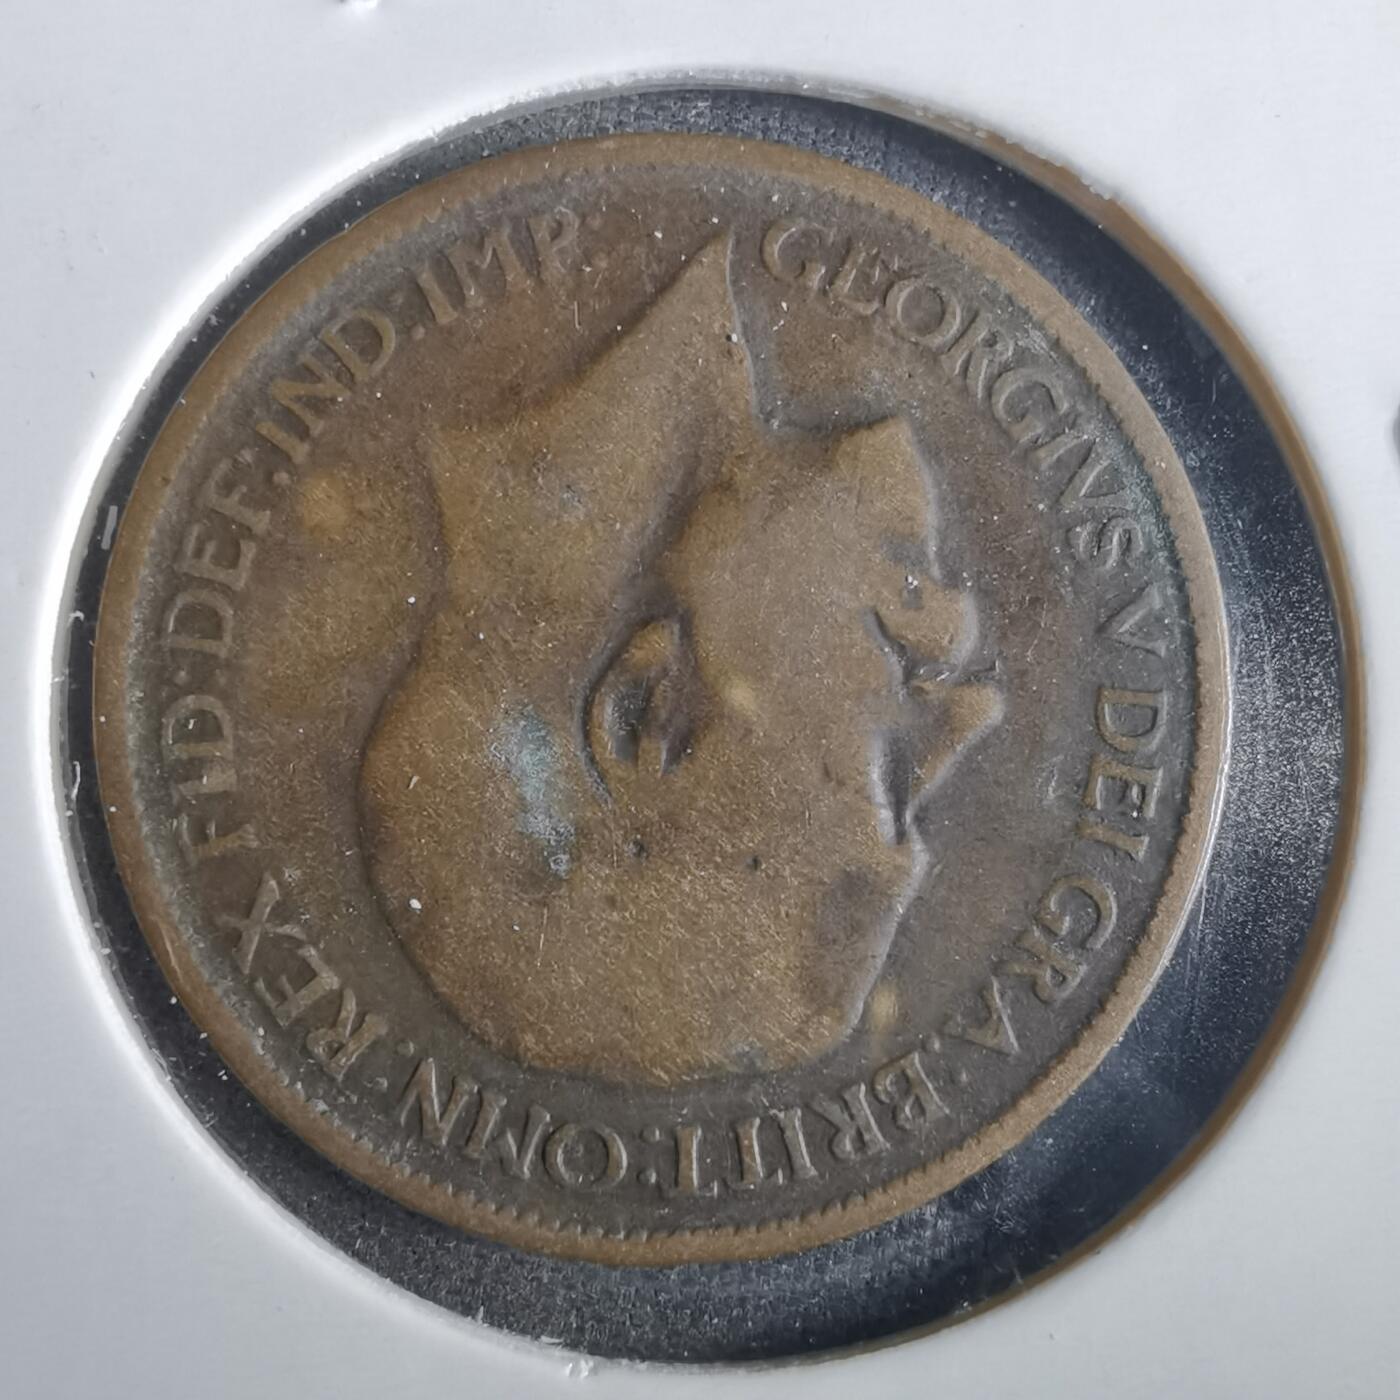 GEORGIVS V DEI GRA:BRITT:OMN:REX FID:DEF:IND:IMP: